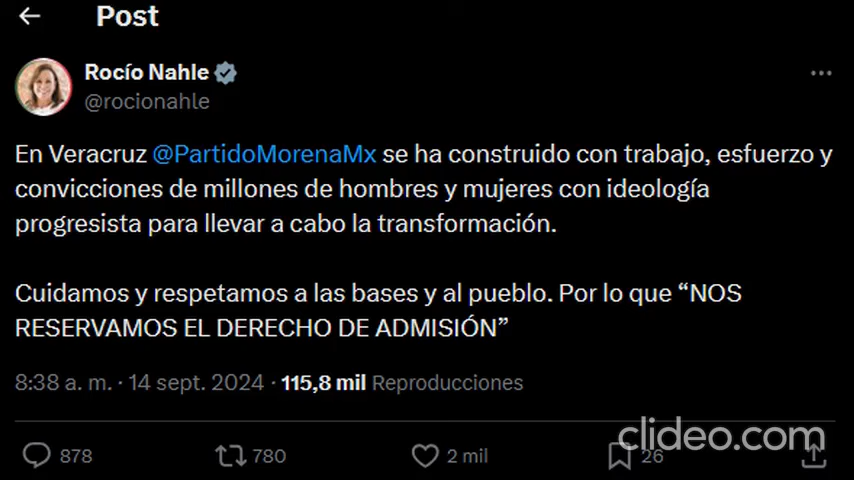 Post
Rocío Nahle
@rocionahle
En Veracruz @PartidoMorenaMx se ha construido con trabajo, esfuerzo y
convicciones de millones de hombres y mujeres con ideología
progresista para llevar a cabo la transformación.
Cuidamos y respetamos a las bases y al pueblo. Por lo que “NOS
RESERVAMOS EL DERECHO DE ADMISIÓN”
8:38 a. m. · 14 sept. 2024 · 115,8 mil Reproducciones
878 780 2 mil 26
clideo.com